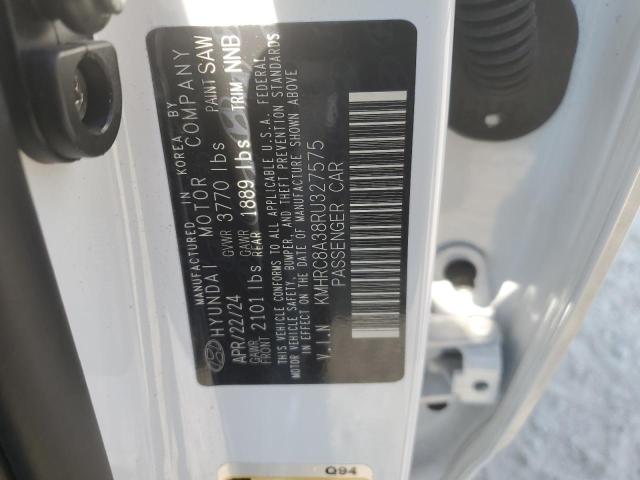 MANUFACTURED IN KOREA BY
HYUNDAI MOTOR COMPANY
APR/22/24 GVWR 3770 lbs PAINT SAW
GAWR FRONT 2101 lbs GAWR REAR 1889 lbs TRIM NNB
THIS VEHICLE CONFORMS TO ALL APPLICABLE U.S.A. FEDERAL
MOTOR VEHICLE SAFETY, BUMPER, AND THEFT PREVENTION STANDARDS
IN EFFECT ON THE DATE OF MANUFACTURE SHOWN ABOVE
V.I.N KMHRC8A38RU327575
PASSENGER CAR
Q94